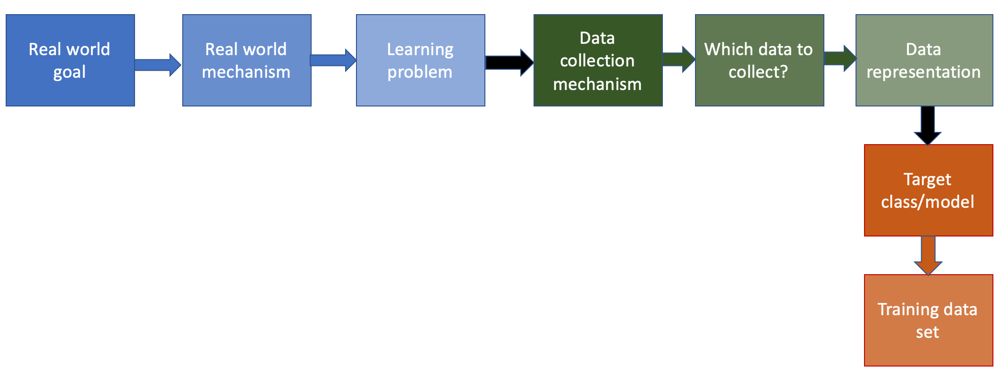 Real world
goal
Real world
mechanism
Learning
problem
Data
collection
mechanism
Which data to
collect?
Data
representation
Target
class/model
Training data
set